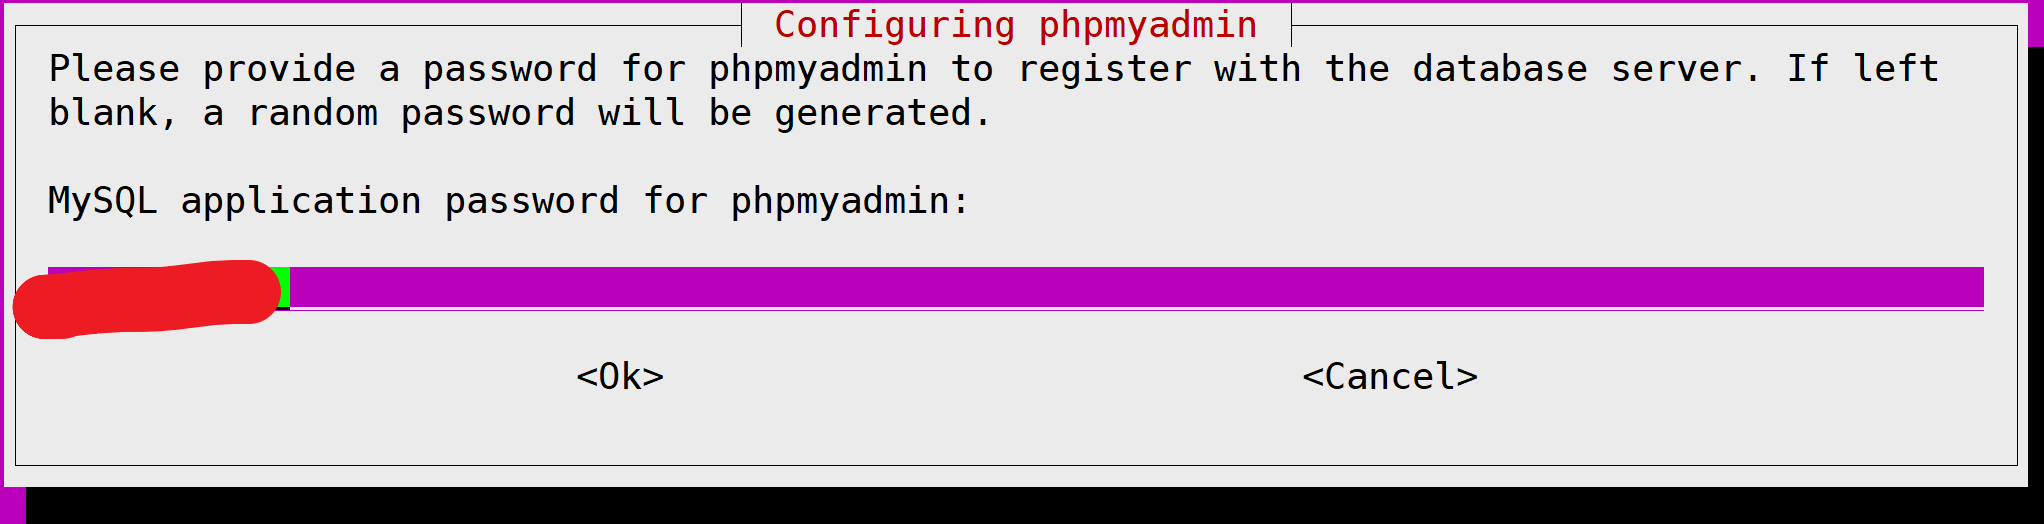 Configuring phpmyadmin
Please provide a password for phpmyadmin to register with the database server. If left
blank, a random password will be generated.
MySQL application password for phpmyadmin:
<Ok> <Cancel>